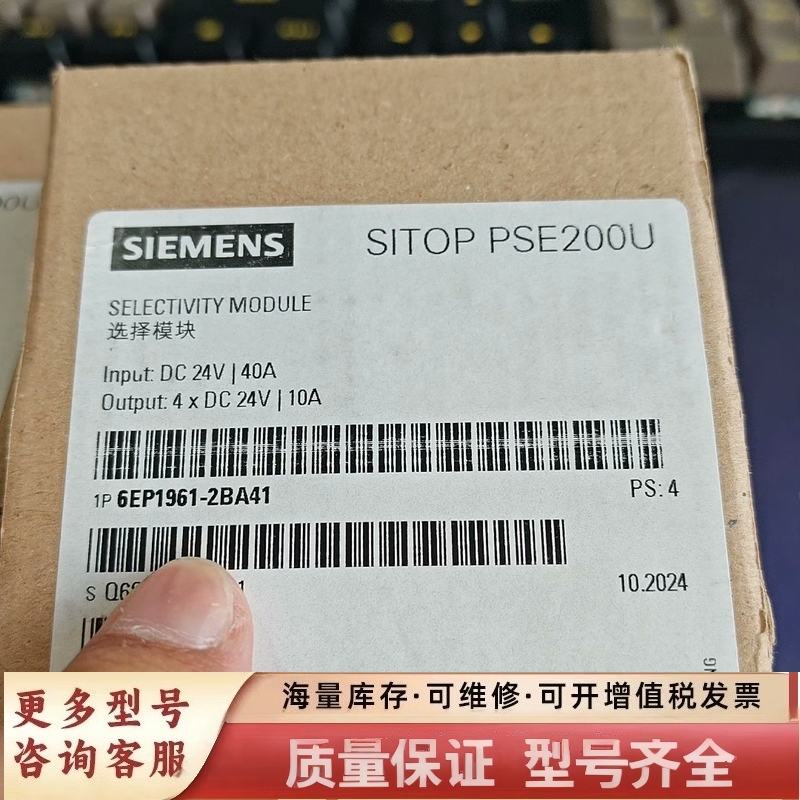 SIEMENS
SITOP PSE200U
SELECTIVITY MODULE
选择模块
Input: DC 24V | 40A
Output: 4 x DC 24V | 10A
1P 6EP1961-2BA41
PS: 4
S
10.2024
更多型号
咨询客服
海量库存·可维修·可开增值税发票
质量保证 型号齐全